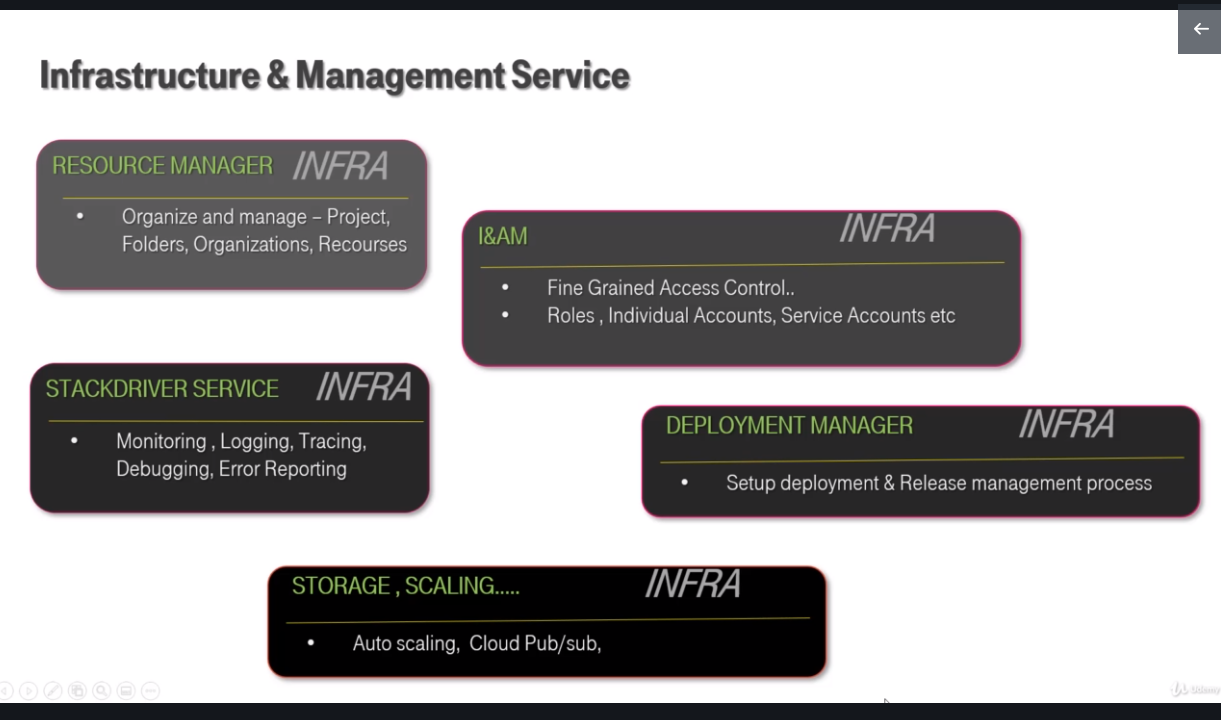 Infrastructure & Management Service
RESOURCE MANAGER INFRA
• Organize and manage – Project,
Folders, Organizations, Recourses
I&AM INFRA
• Fine Grained Access Control..
• Roles , Individual Accounts, Service Accounts etc
STACKDRIVER SERVICE INFRA
• Monitoring , Logging, Tracing,
Debugging, Error Reporting
DEPLOYMENT MANAGER INFRA
• Setup deployment & Release management process
STORAGE , SCALING..... INFRA
• Auto scaling, Cloud Pub/sub,
Udemy